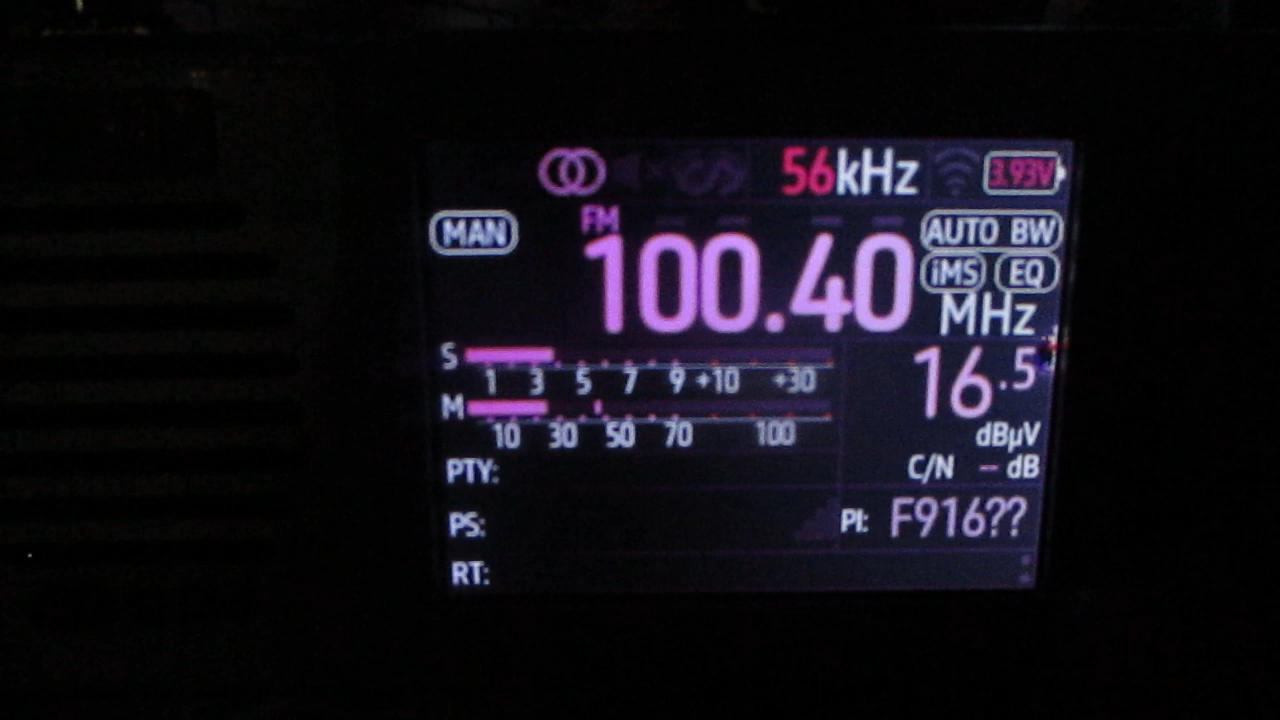 56kHz 3.93V
MAN FM AUTO BW
100.40 iMS EQ
MHz
S 1 3 5 7 9 +10 +30
16.5
M 10 30 50 70 100
dBµV
PTY: C/N -- dB
PS: PI: F916??
RT: